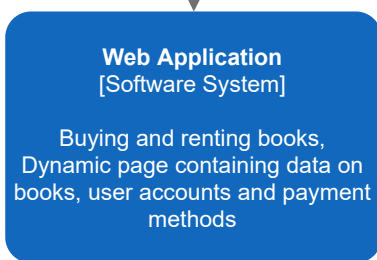 Web Application
[Software System]
Buying and renting books,
Dynamic page containing data on
books, user accounts and payment
methods